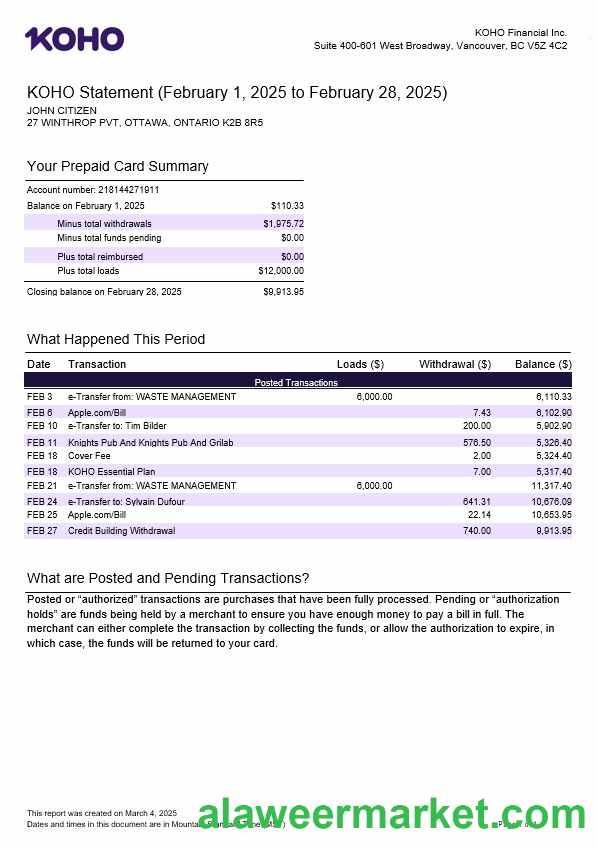 KOHO
KOHO Financial Inc.
Suite 400-601 West Broadway, Vancouver, BC V5Z 4C2
KOHO Statement (February 1, 2025 to February 28, 2025)
JOHN CITIZEN
27 WINTHROP PVT, OTTAWA, ONTARIO K2B 8R5
Your Prepaid Card Summary
Account number: 218144271911
Balance on February 1, 2025 $110.33
Minus total withdrawals $1,975.72
Minus total funds pending $0.00
Plus total reimbursed $0.00
Plus total loads $12,000.00
Closing balance on February 28, 2025 $9,913.95
What Happened This Period
Date Transaction Loads ($) Withdrawal ($) Balance ($)
Posted Transactions
FEB 3 e-Transfer from: WASTE MANAGEMENT 6,000.00 6,110.33
FEB 6 Apple.com/Bill 7.43 6,102.90
FEB 10 e-Transfer to: Tim Bilder 200.00 5,902.90
FEB 11 Knights Pub And Knights Pub And Grilab 576.50 5,326.40
FEB 18 Cover Fee 2.00 5,324.40
FEB 18 KOHO Essential Plan 7.00 5,317.40
FEB 21 e-Transfer from: WASTE MANAGEMENT 6,000.00 11,317.40
FEB 24 e-Transfer to: Sylvain Dufour 641.31 10,676.09
FEB 25 Apple.com/Bill 22.14 10,653.95
FEB 27 Credit Building Withdrawal 740.00 9,913.95
What are Posted and Pending Transactions?
Posted or “authorized” transactions are purchases that have been fully processed. Pending or “authorization
holds” are funds being held by a merchant to ensure you have enough money to pay a bill in full. The
merchant can either complete the transaction by collecting the funds, or allow the authorization to expire, in
which case, the funds will be returned to your card.
This report was created on March 4, 2025
Dates and times in this document are in Mountain
alaweermarket.com